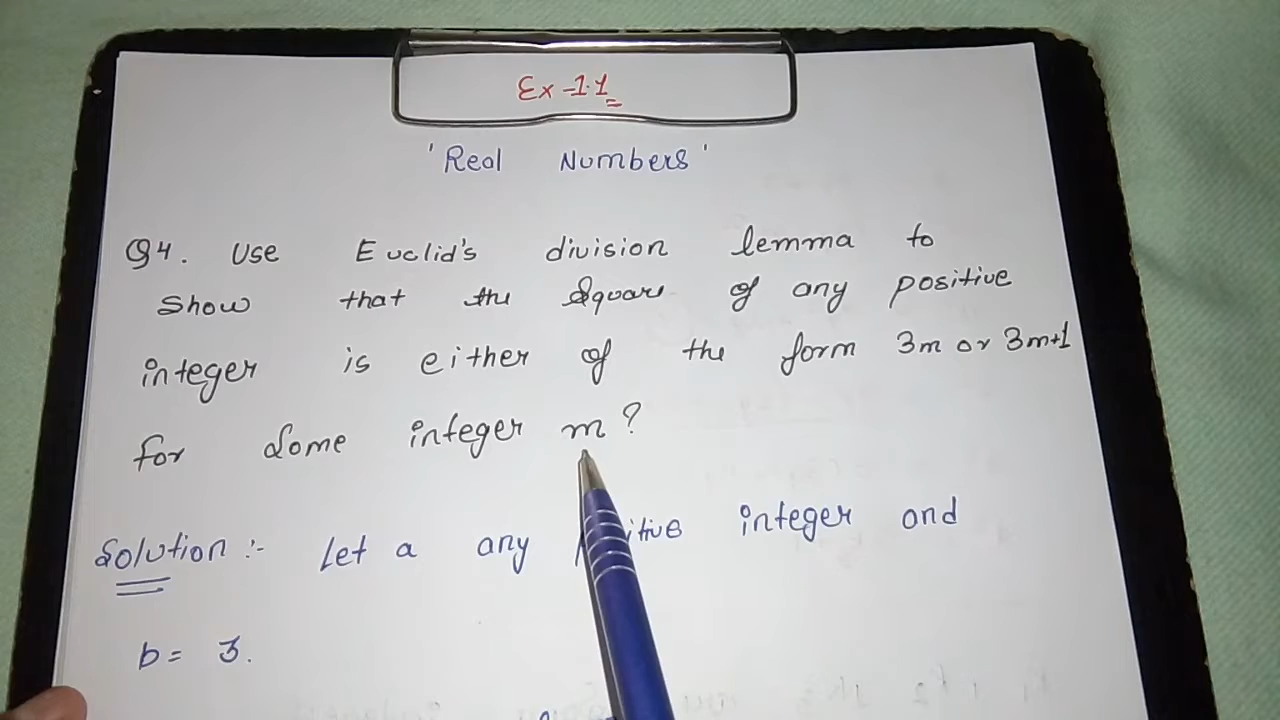 Ex-1.1
'Real Numbers'
Q4. Use Euclid's division lemma to
Show that the Square of any positive
integer is either of the form 3m or 3m+1
for Some integer m?
Solution :- Let a any integer and
b = 3.